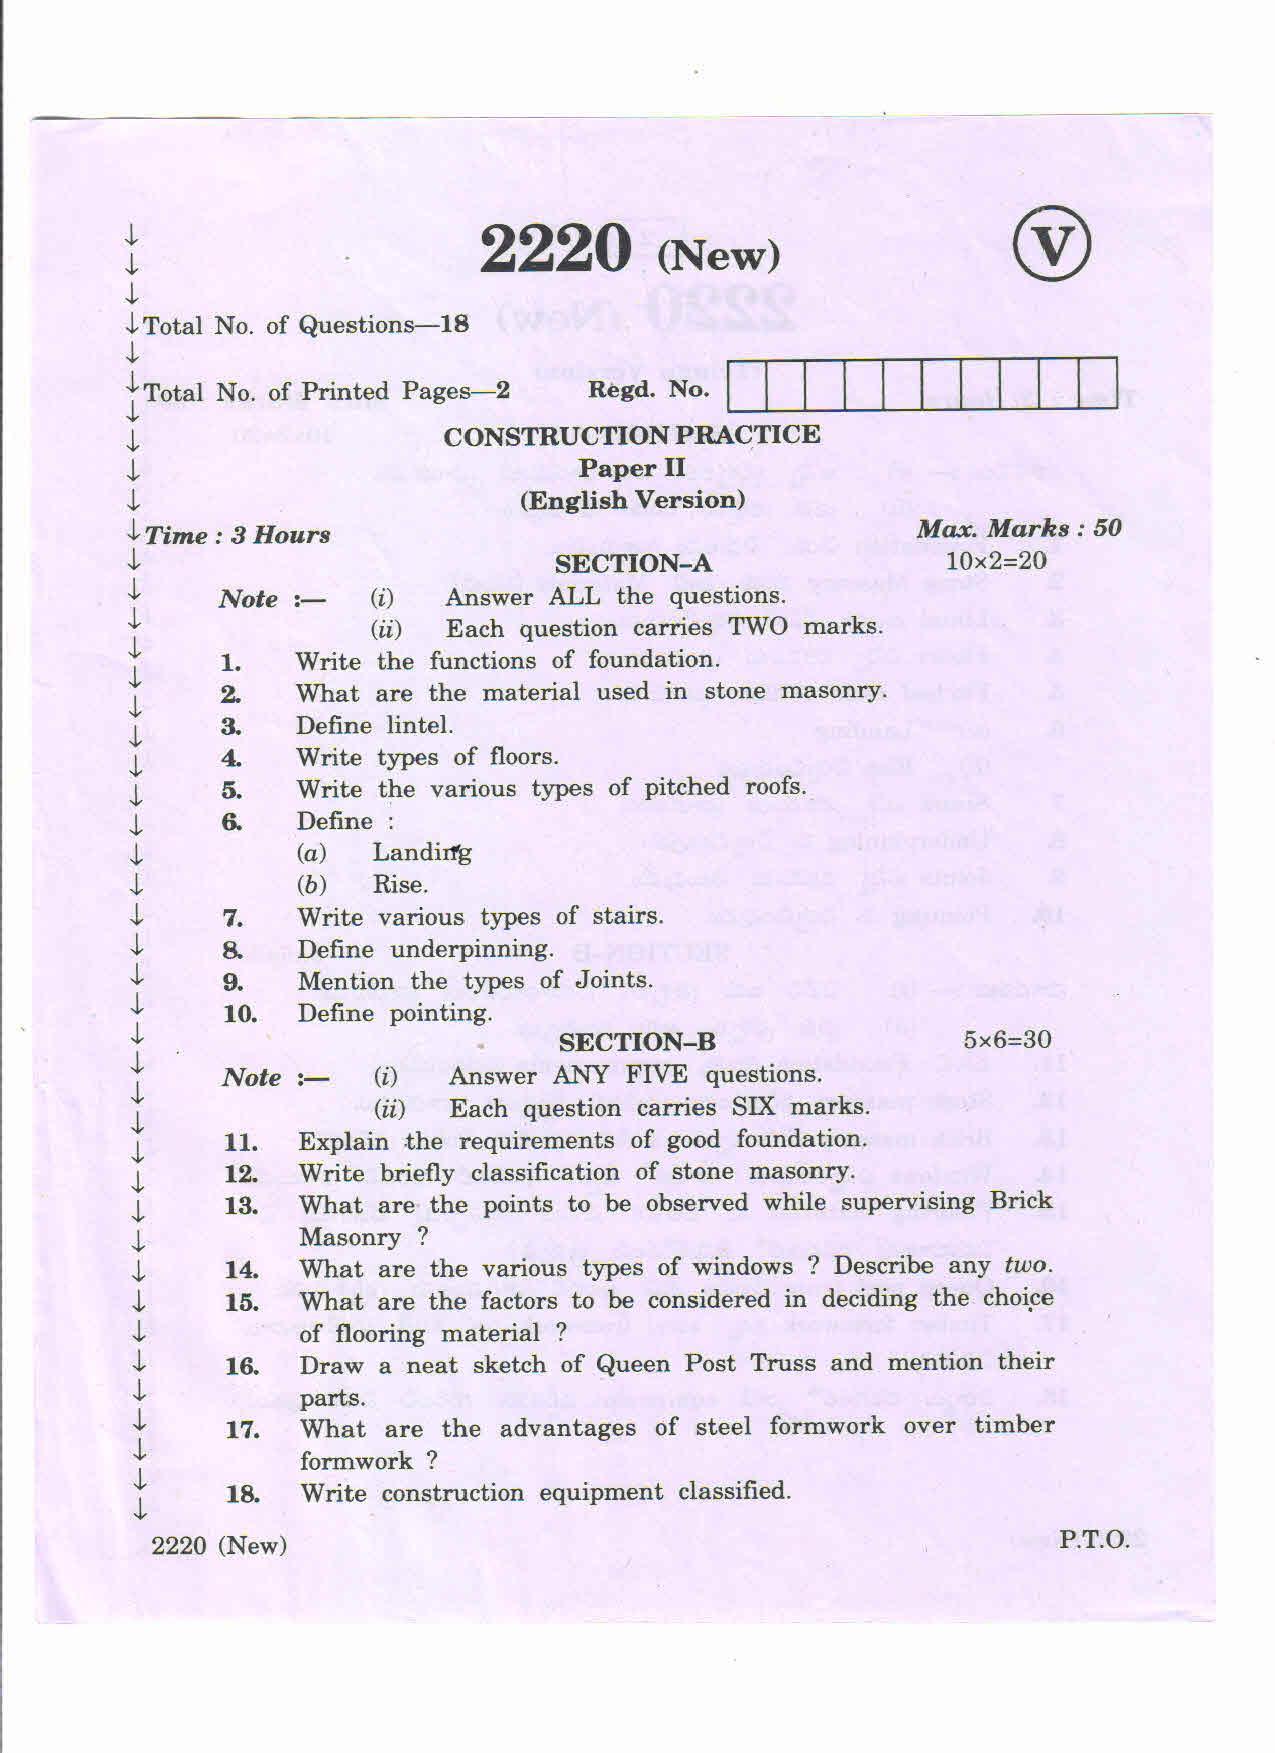 2220 (New)
V
Total No. of Questions—18
Total No. of Printed Pages—2 Regd. No.
CONSTRUCTION PRACTICE
Paper II
(English Version)
Time : 3 Hours Max. Marks : 50
SECTION–A 10×2=20
Note :— (i) Answer ALL the questions.
(ii) Each question carries TWO marks.
1. Write the functions of foundation.
2. What are the material used in stone masonry.
3. Define lintel.
4. Write types of floors.
5. Write the various types of pitched roofs.
6. Define :
(a) Landing
(b) Rise.
7. Write various types of stairs.
8. Define underpinning.
9. Mention the types of Joints.
10. Define pointing.
SECTION–B 5×6=30
Note :— (i) Answer ANY FIVE questions.
(ii) Each question carries SIX marks.
11. Explain the requirements of good foundation.
12. Write briefly classification of stone masonry.
13. What are the points to be observed while supervising Brick
Masonry ?
14. What are the various types of windows ? Describe any two.
15. What are the factors to be considered in deciding the choice
of flooring material ?
16. Draw a neat sketch of Queen Post Truss and mention their
parts.
17. What are the advantages of steel formwork over timber
formwork ?
18. Write construction equipment classified.
2220 (New) P.T.O.